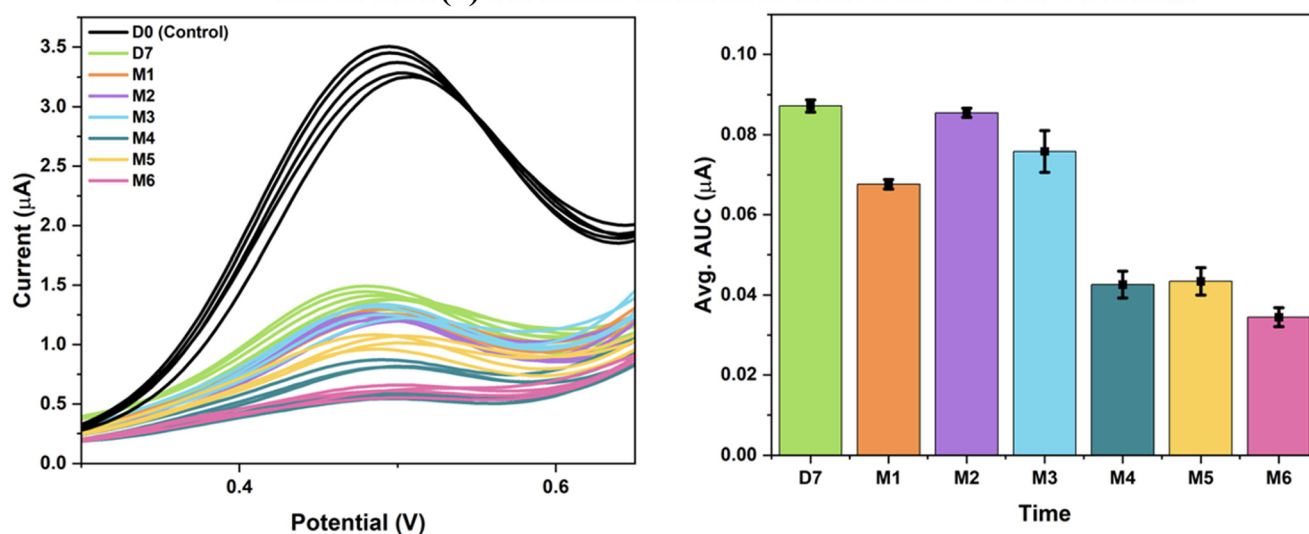 D0 (Control)
D7
M1
M2
M3
M4
M5
M6
3.5
3.0
2.5
2.0
1.5
1.0
0.5
0.0
Current (μA)
0.4
0.6
Potential (V)
0.10
0.08
0.06
0.04
0.02
0.00
Avg. AUC (μA)
D7 M1 M2 M3 M4 M5 M6
Time